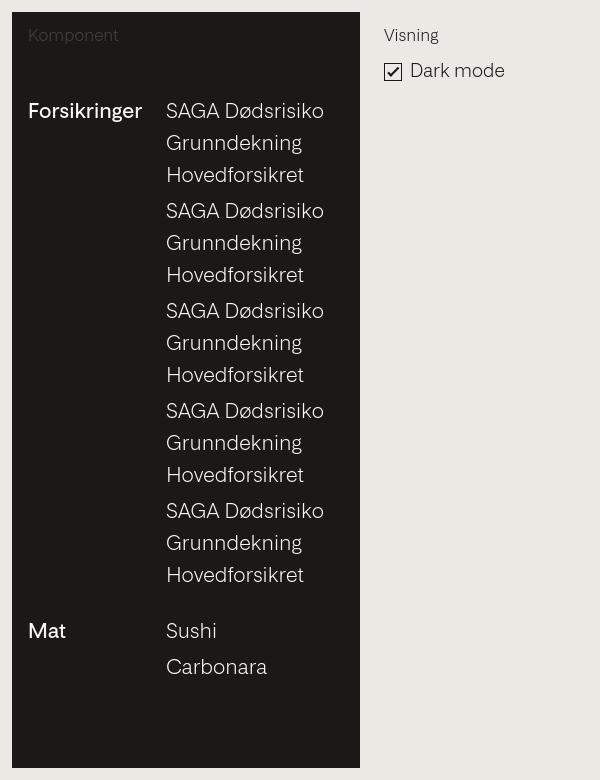 Komponent
Visning
Dark mode
Forsikringer SAGA Dødsrisiko
Grunndekning
Hovedforsikret
SAGA Dødsrisiko
Grunndekning
Hovedforsikret
SAGA Dødsrisiko
Grunndekning
Hovedforsikret
SAGA Dødsrisiko
Grunndekning
Hovedforsikret
SAGA Dødsrisiko
Grunndekning
Hovedforsikret
Mat Sushi
Carbonara